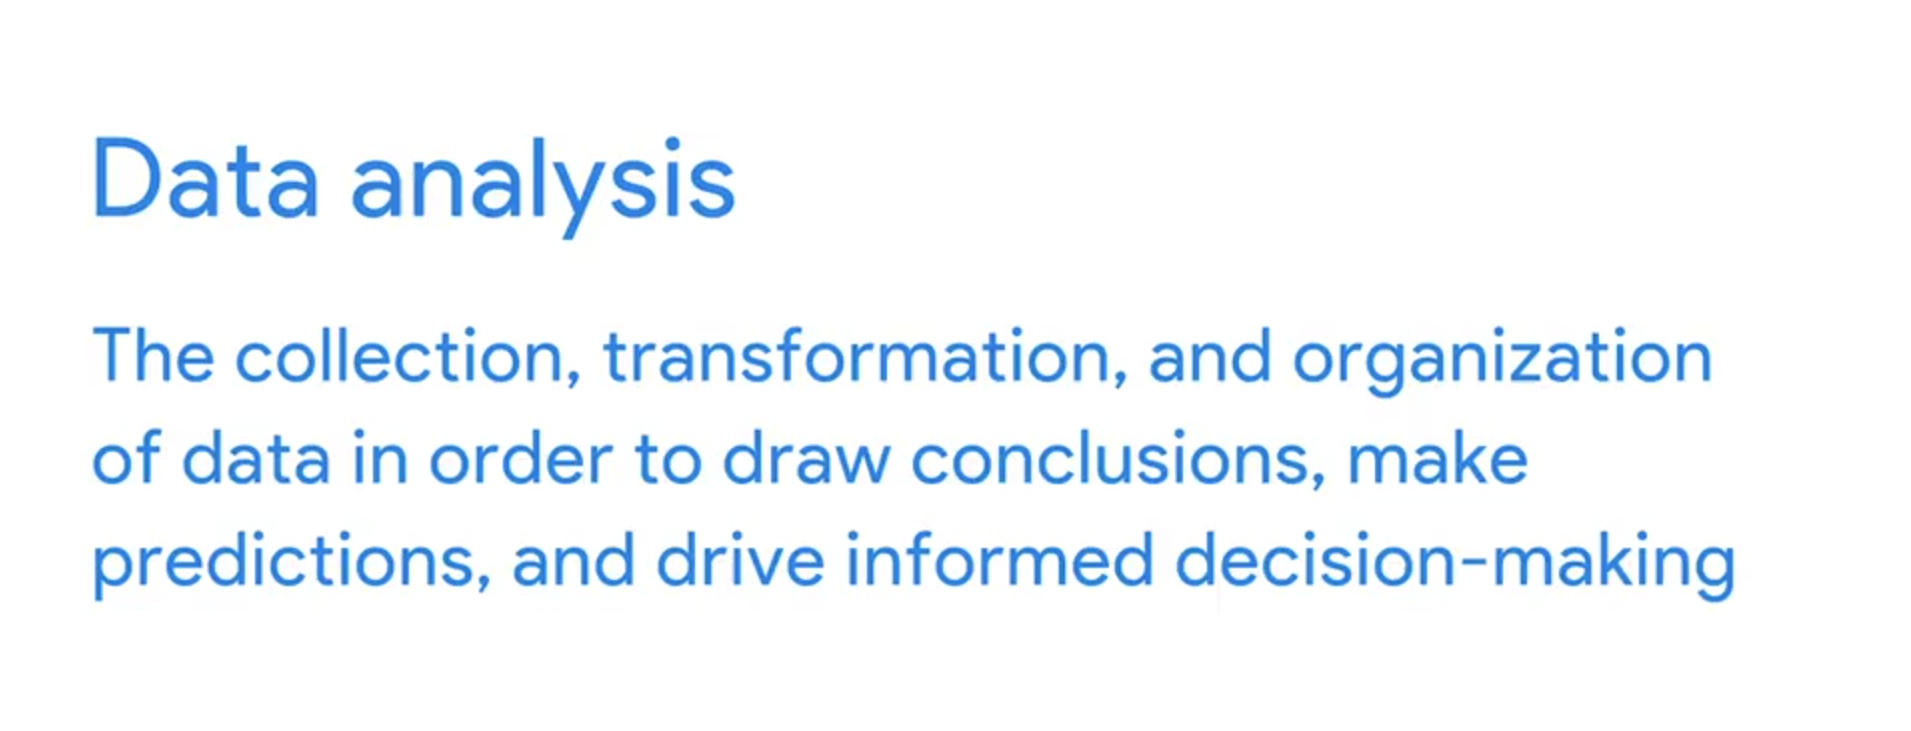 Data analysis
The collection, transformation, and organization
of data in order to draw conclusions, make
predictions, and drive informed decision-making